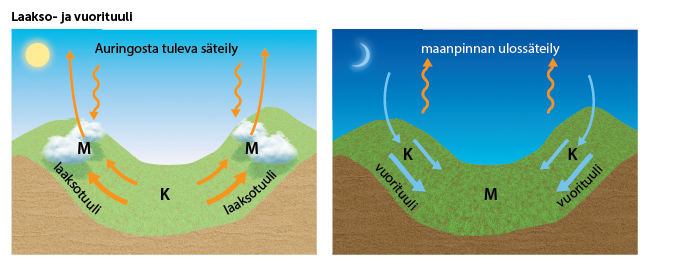 Laakso- ja vuorituuli
Auringosta tuleva säteily
M
M
laaksotuuli
K
laaksotuuli
maanpinnan ulossäteily
K
K
vuorituuli
M
vuorituuli